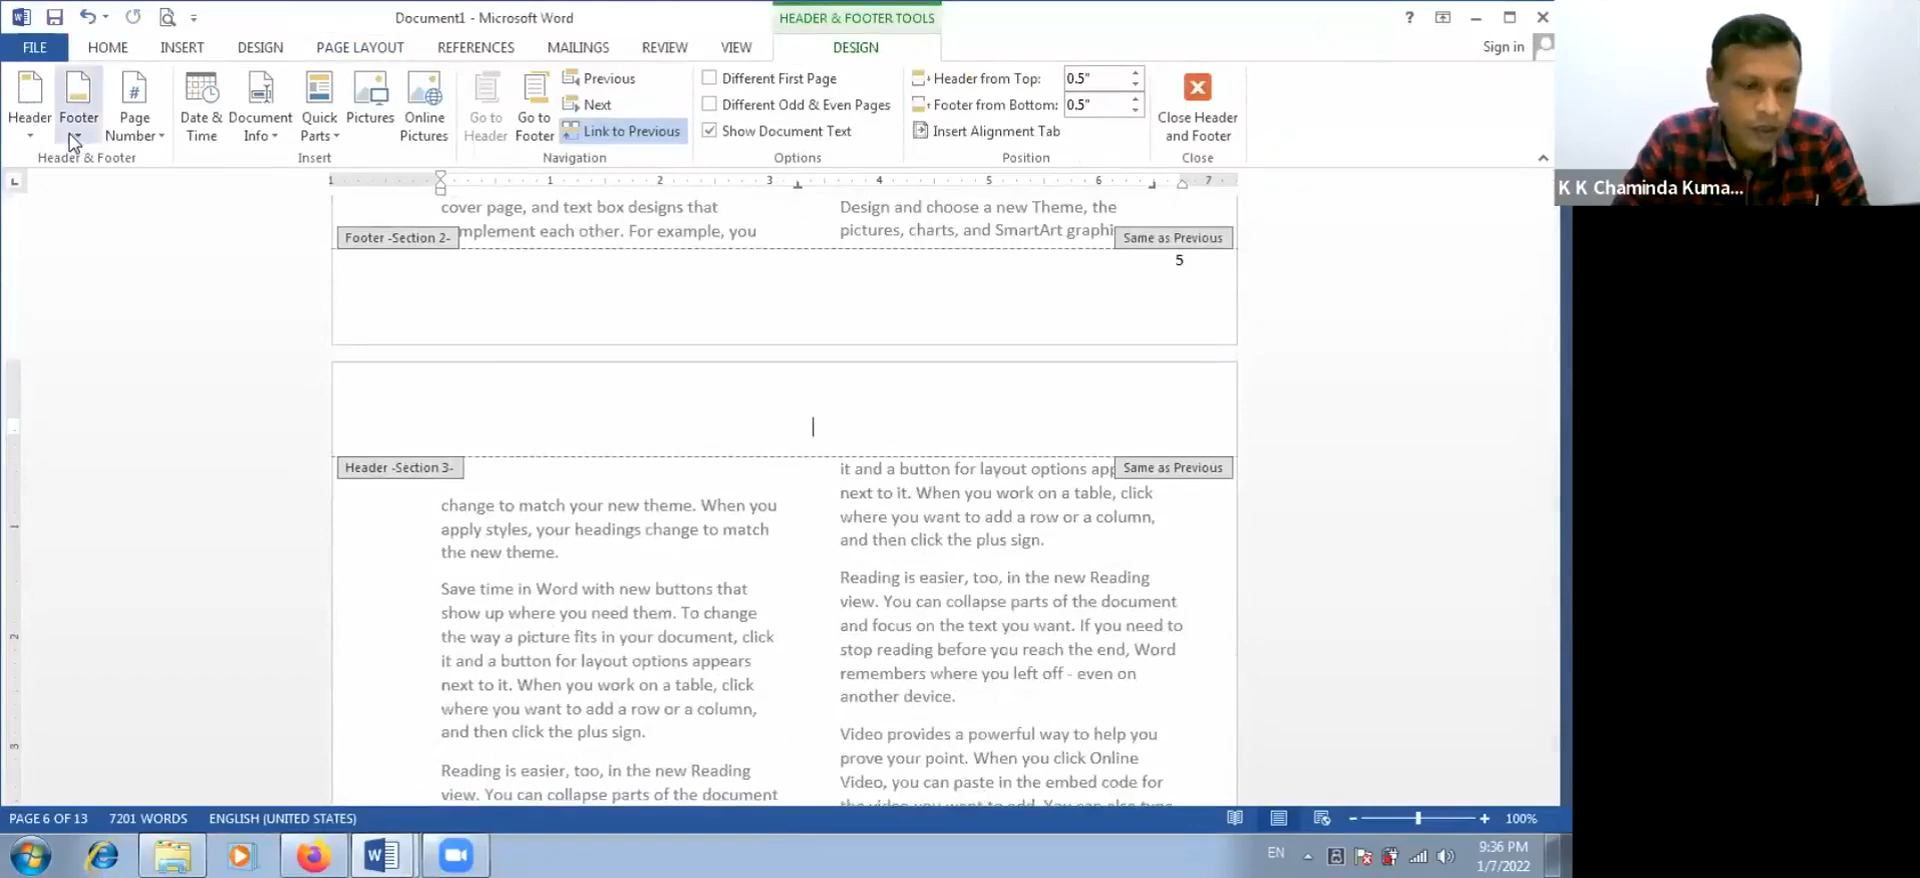 Document1 - Microsoft Word
HEADER & FOOTER TOOLS
?
FILE
HOME
INSERT
DESIGN
PAGE LAYOUT
REFERENCES
MAILINGS
REVIEW
VIEW
DESIGN
Sign in
Header
Footer
Page Number
Header & Footer
Date & Time
Document Info
Quick Parts
Pictures
Online Pictures
Insert
Go to Header
Go to Footer
Previous
Next
Link to Previous
Navigation
Different First Page
Different Odd & Even Pages
Show Document Text
Options
Header from Top: 0.5"
Footer from Bottom: 0.5"
Insert Alignment Tab
Position
Close Header and Footer
Close
K K Chaminda Kuma...
1 1 2 3 4 5 6 7
cover page, and text box designs that
mplement each other. For example, you
Design and choose a new Theme, the
pictures, charts, and SmartArt graphi
Footer -Section 2-
Same as Previous
5
Header -Section 3-
Same as Previous
change to match your new theme. When you
apply styles, your headings change to match
the new theme.
Save time in Word with new buttons that
show up where you need them. To change
the way a picture fits in your document, click
it and a button for layout options appears
next to it. When you work on a table, click
where you want to add a row or a column,
and then click the plus sign.
Reading is easier, too, in the new Reading
view. You can collapse parts of the document
it and a button for layout options app
next to it. When you work on a table, click
where you want to add a row or a column,
and then click the plus sign.
Reading is easier, too, in the new Reading
view. You can collapse parts of the document
and focus on the text you want. If you need to
stop reading before you reach the end, Word
remembers where you left off - even on
another device.
Video provides a powerful way to help you
prove your point. When you click Online
Video, you can paste in the embed code for
1
2
3
PAGE 6 OF 13
7201 WORDS
ENGLISH (UNITED STATES)
100%
EN
9:36 PM
1/7/2022